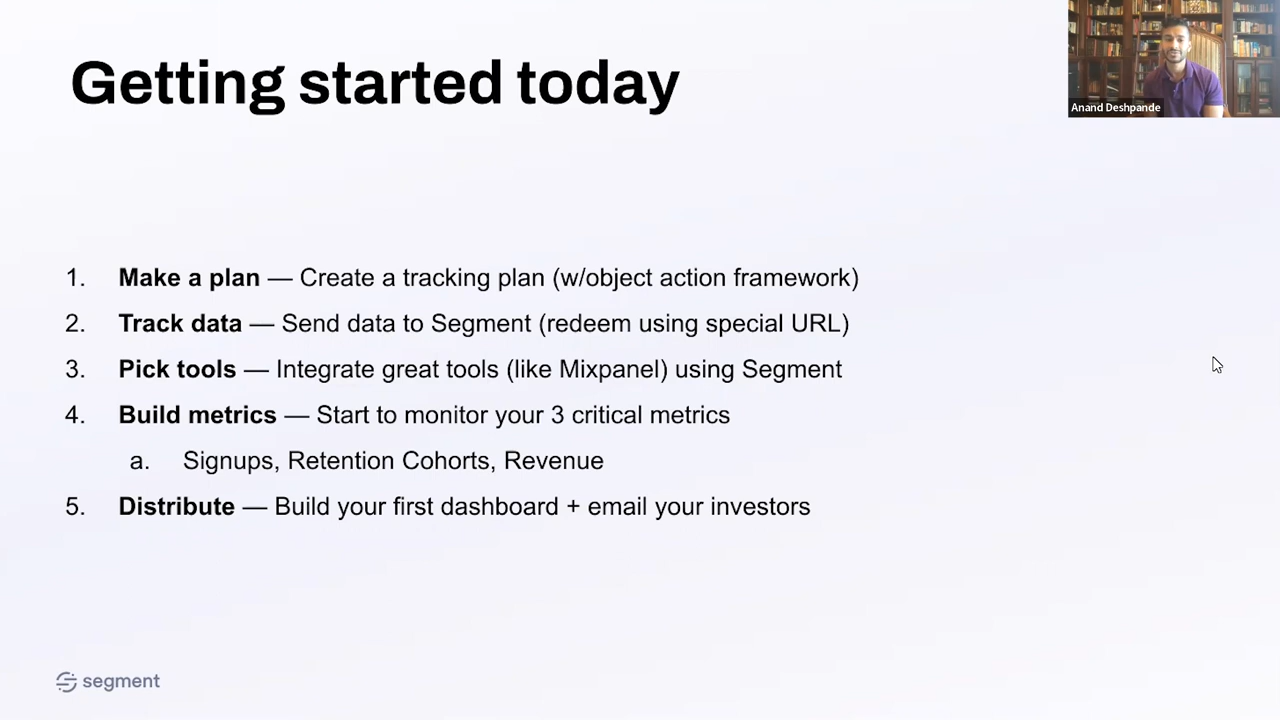 Getting started today
Anand Deshpande
1. Make a plan — Create a tracking plan (w/object action framework)
2. Track data — Send data to Segment (redeem using special URL)
3. Pick tools — Integrate great tools (like Mixpanel) using Segment
4. Build metrics — Start to monitor your 3 critical metrics
a. Signups, Retention Cohorts, Revenue
5. Distribute — Build your first dashboard + email your investors
segment